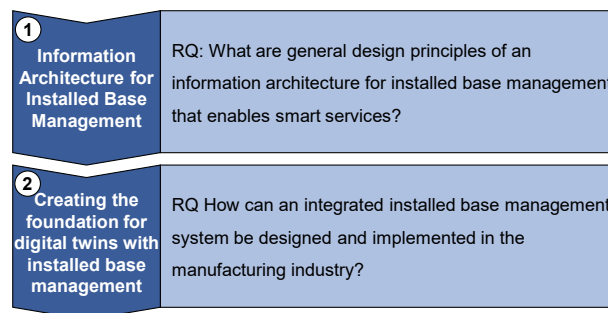 1
Information
Architecture for
Installed Base
Management
RQ: What are general design principles of an
information architecture for installed base management
that enables smart services?
2
Creating the
foundation for
digital twins with
installed base
management
RQ How can an integrated installed base management
system be designed and implemented in the
manufacturing industry?